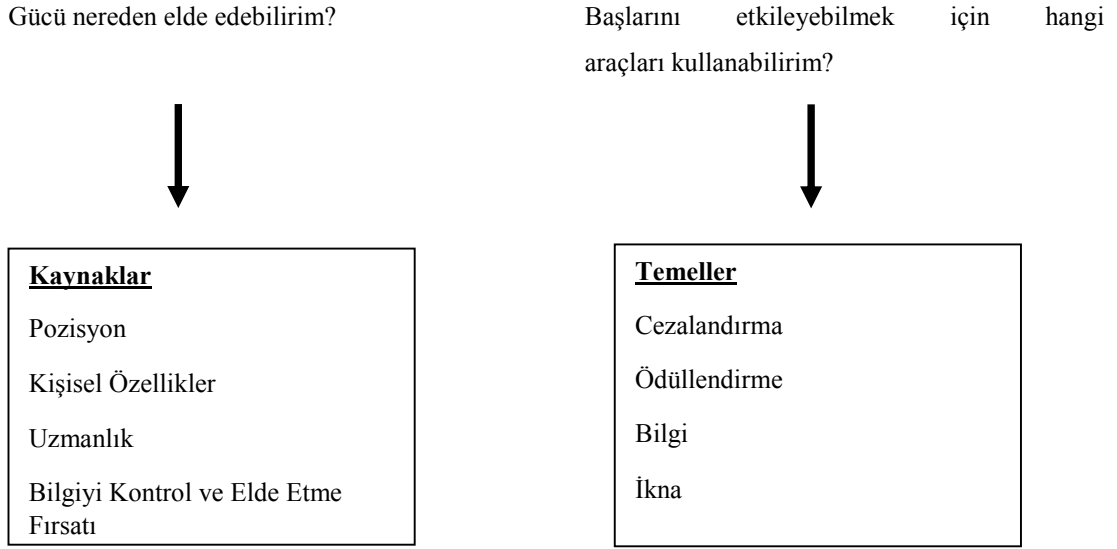 Gücü nereden elde edebilirim?
Başlarını etkileyebilmek için hangi
araçları kullanabilirim?
Kaynaklar
Pozisyon
Kişisel Özellikler
Uzmanlık
Bilgiyi Kontrol ve Elde Etme
Fırsatı
Temeller
Cezalandırma
Ödüllendirme
Bilgi
İkna